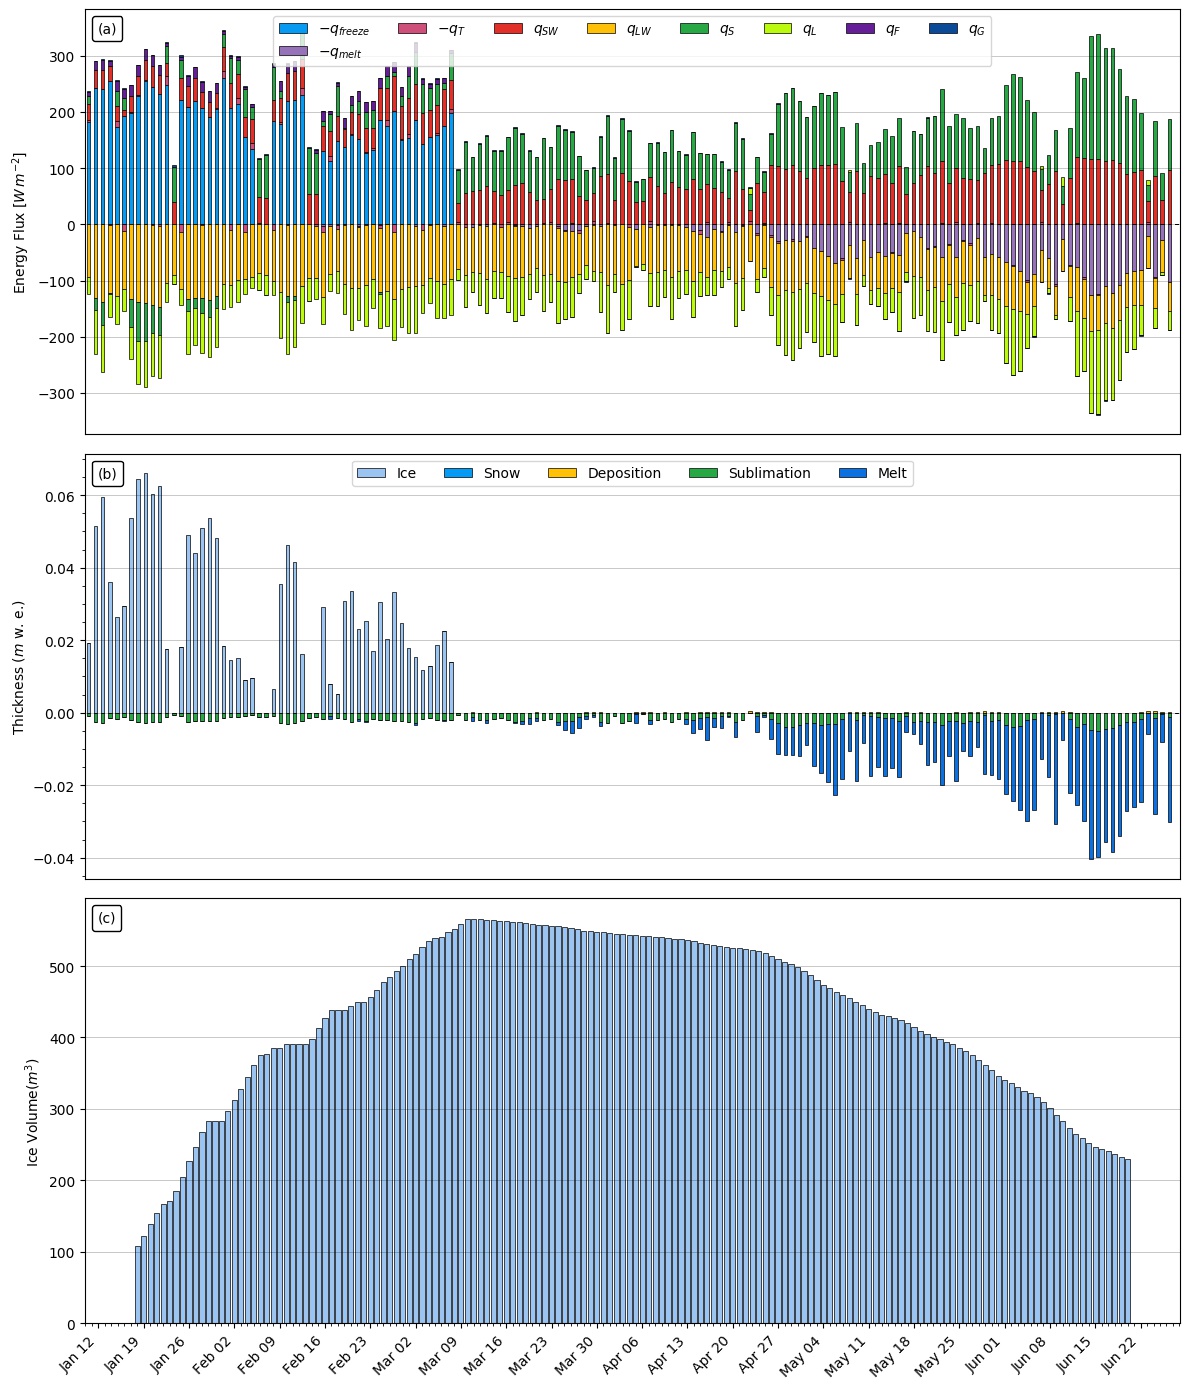 (a)
−q_freeze −q_T q_SW q_LW q_S q_L q_F q_G
−q_melt
Energy Flux [W m⁻²]
300
200
100
0
−100
−200
−300
(b)
Ice Snow Deposition Sublimation Melt
Thickness (m w. e.)
0.06
0.04
0.02
0.00
−0.02
−0.04
(c)
Ice Volume(m³)
500
400
300
200
100
0
Jan 12 Jan 19 Jan 26 Feb 02 Feb 09 Feb 16 Feb 23 Mar 02 Mar 09 Mar 16 Mar 23 Mar 30 Apr 06 Apr 13 Apr 20 Apr 27 May 04 May 11 May 18 May 25 Jun 01 Jun 08 Jun 15 Jun 22